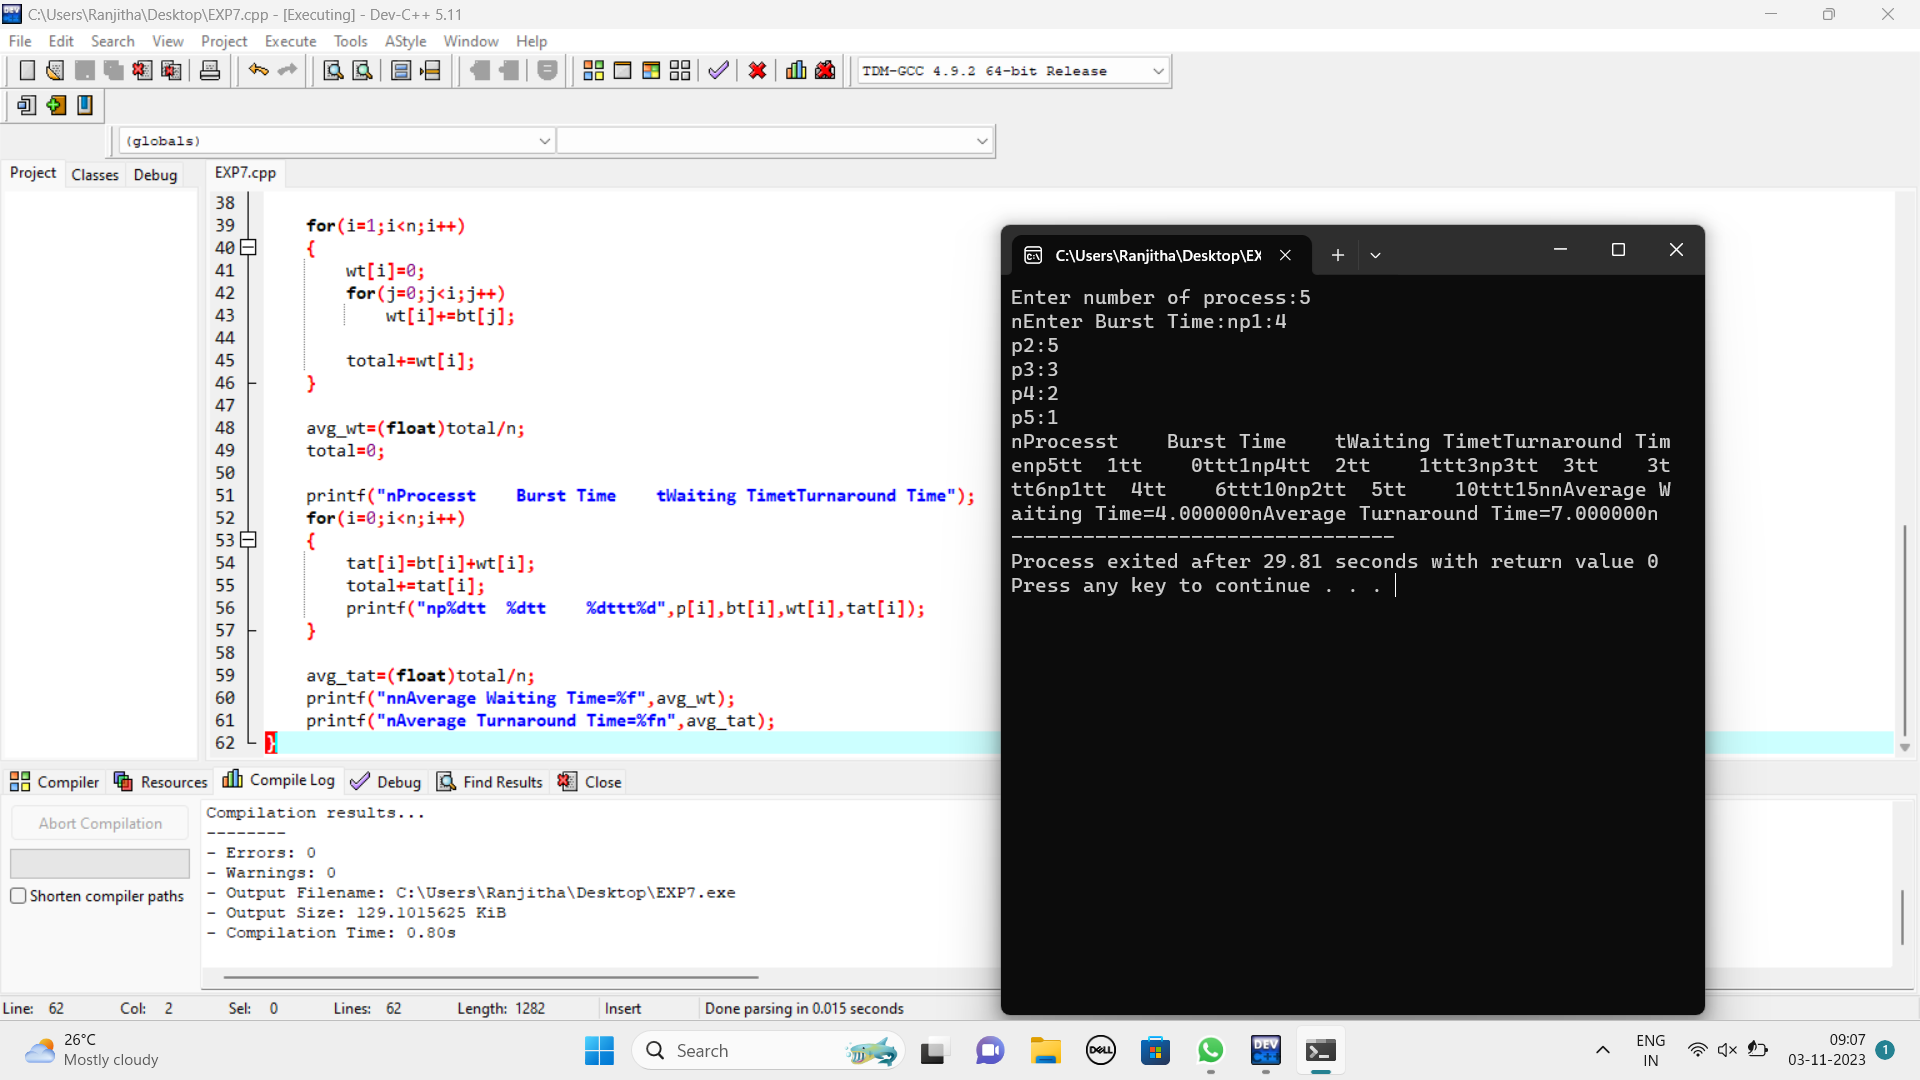 C:\Users\Ranjitha\Desktop\EXP7.cpp - [Executing] - Dev-C++ 5.11
File Edit Search View Project Execute Tools AStyle Window Help
TDM-GCC 4.9.2 64-bit Release
(globals)
Project Classes Debug
EXP7.cpp
38
39 for(i=1;i<n;i++)
40 {
41 wt[i]=0;
42 for(j=0;j<i;j++)
43 wt[i]+=bt[j];
44
45 total+=wt[i];
46 }
47
48 avg_wt=(float)total/n;
49 total=0;
50
51 printf("nProcesst    Burst Time    tWaiting TimetTurnaround Time");
52 for(i=0;i<n;i++)
53 {
54 tat[i]=bt[i]+wt[i];
55 total+=tat[i];
56 printf("np%dtt  %dtt    %dttt%d",p[i],bt[i],wt[i],tat[i]);
57 }
58
59 avg_tat=(float)total/n;
60 printf("nnAverage Waiting Time=%f",avg_wt);
61 printf("nAverage Turnaround Time=%fn",avg_tat);
62 }
C:\Users\Ranjitha\Desktop\EX
Enter number of process:5
nEnter Burst Time:np1:4
p2:5
p3:3
p4:2
p5:1
nProcesst    Burst Time    tWaiting TimetTurnaround Tim
enp5tt  1tt    0ttt1np4tt  2tt    1ttt3np3tt  3tt    3t
tt6np1tt  4tt    6ttt10np2tt  5tt    10ttt15nnAverage W
aiting Time=4.000000nAverage Turnaround Time=7.000000n
--------------------------------
Process exited after 29.81 seconds with return value 0
Press any key to continue . . .
Compiler Resources Compile Log Debug Find Results Close
Abort Compilation
Shorten compiler paths
Compilation results...
--------
- Errors: 0
- Warnings: 0
- Output Filename: C:\Users\Ranjitha\Desktop\EXP7.exe
- Output Size: 129.1015625 KiB
- Compilation Time: 0.80s
Line: 62 Col: 2 Sel: 0 Lines: 62 Length: 1282 Insert Done parsing in 0.015 seconds
26°C
Mostly cloudy
Search
DELL
DEV C++
ENG
IN
09:07
03-11-2023
1